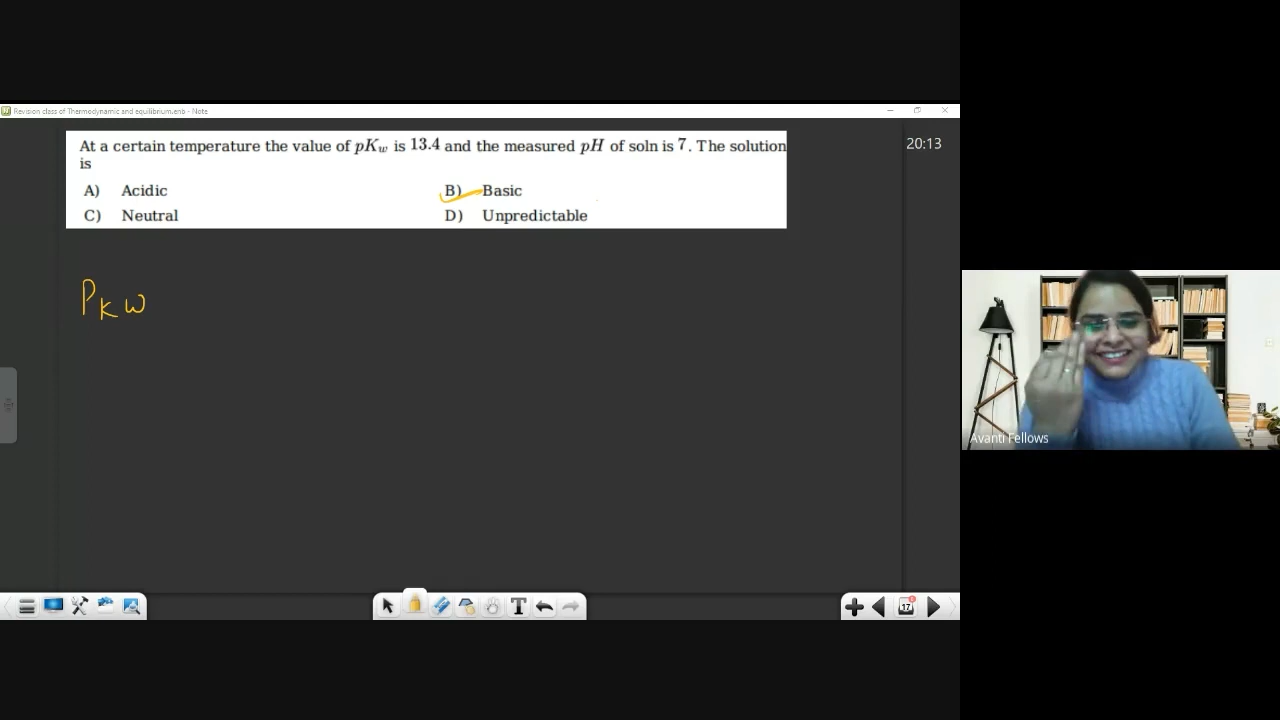 Revision class of Thermodynamic and equilibrium.enb - Note
20:13
At a certain temperature the value of pKw is 13.4 and the measured pH of soln is 7. The solution
is
A) Acidic B) Basic
C) Neutral D) Unpredictable
PKw
Avanti Fellows
T
17